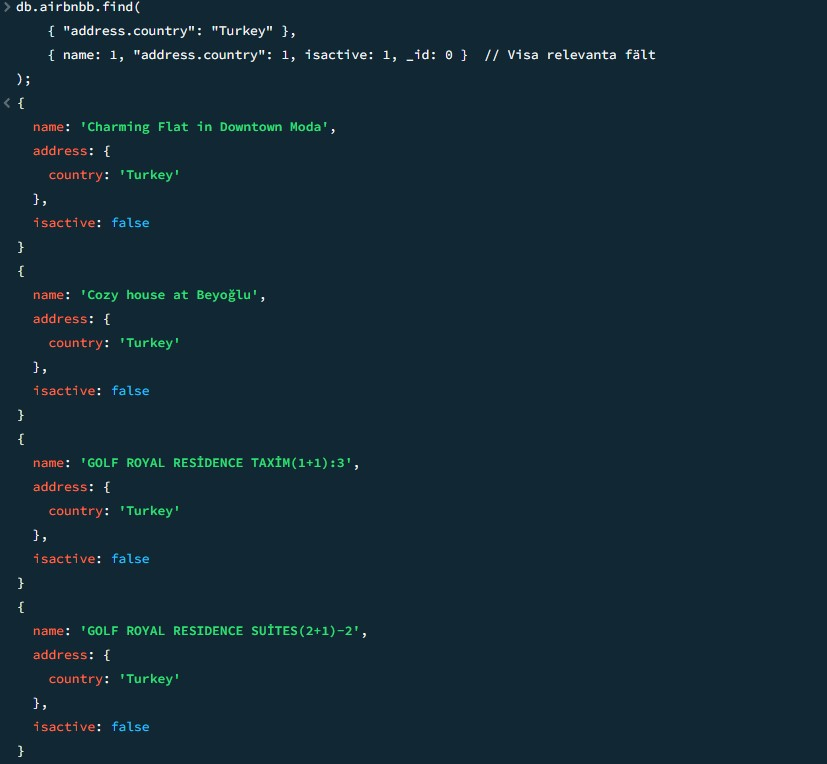 > db.airbnbb.find(
{ "address.country": "Turkey" },
{ name: 1, "address.country": 1, isactive: 1, _id: 0 }  // Visa relevanta fält
);
< {
name: 'Charming Flat in Downtown Moda',
address: {
country: 'Turkey'
},
isactive: false
}
{
name: 'Cozy house at Beyoğlu',
address: {
country: 'Turkey'
},
isactive: false
}
{
name: 'GOLF ROYAL RESİDENCE TAXİM(1+1):3',
address: {
country: 'Turkey'
},
isactive: false
}
{
name: 'GOLF ROYAL RESIDENCE SUİTES(2+1)-2',
address: {
country: 'Turkey'
},
isactive: false
}